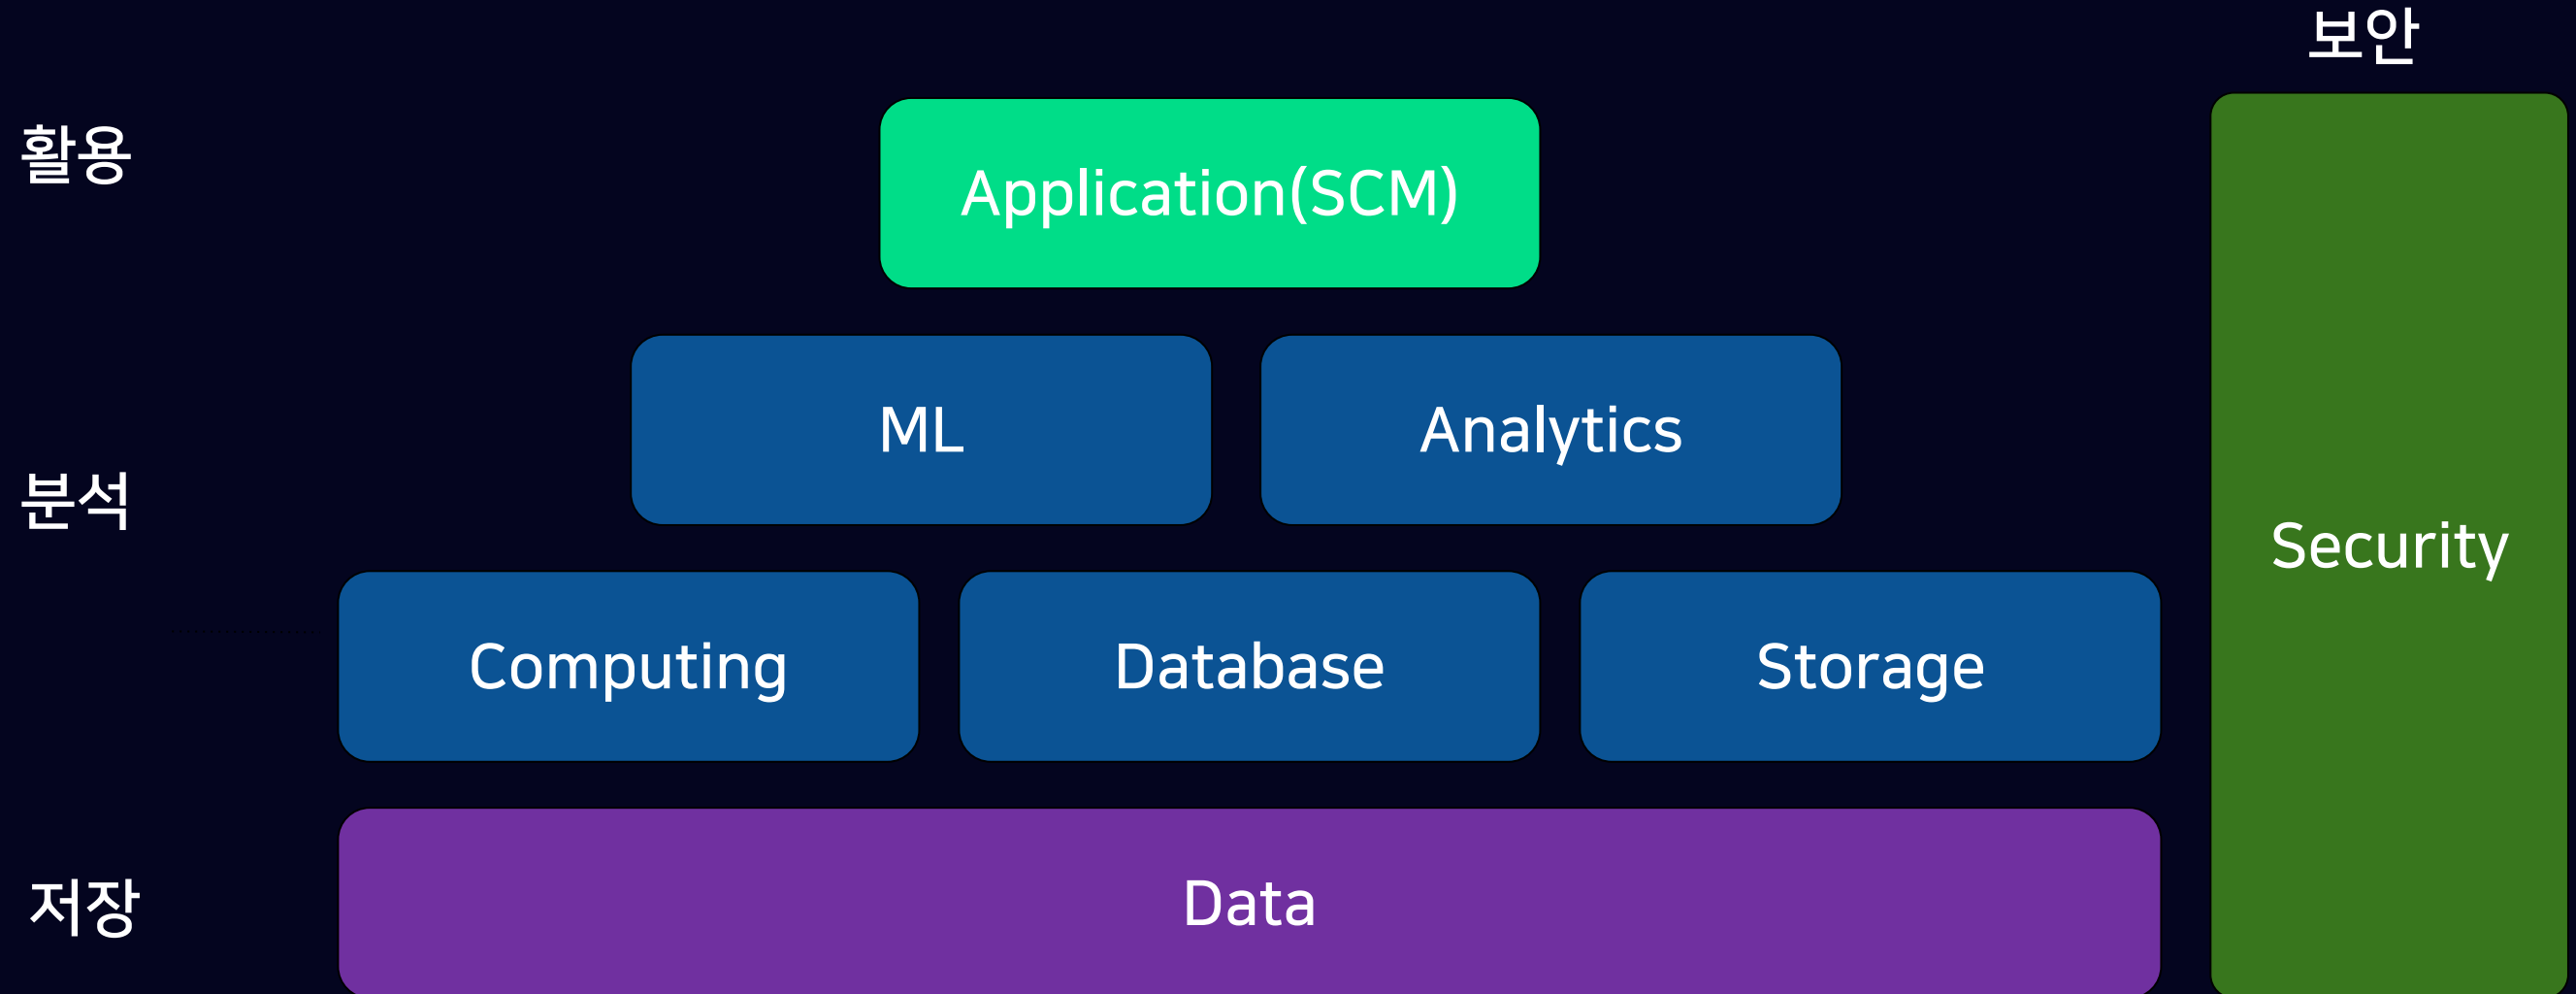 보안
활용
Application(SCM)
ML
Analytics
분석
Security
Computing
Database
Storage
저장
Data